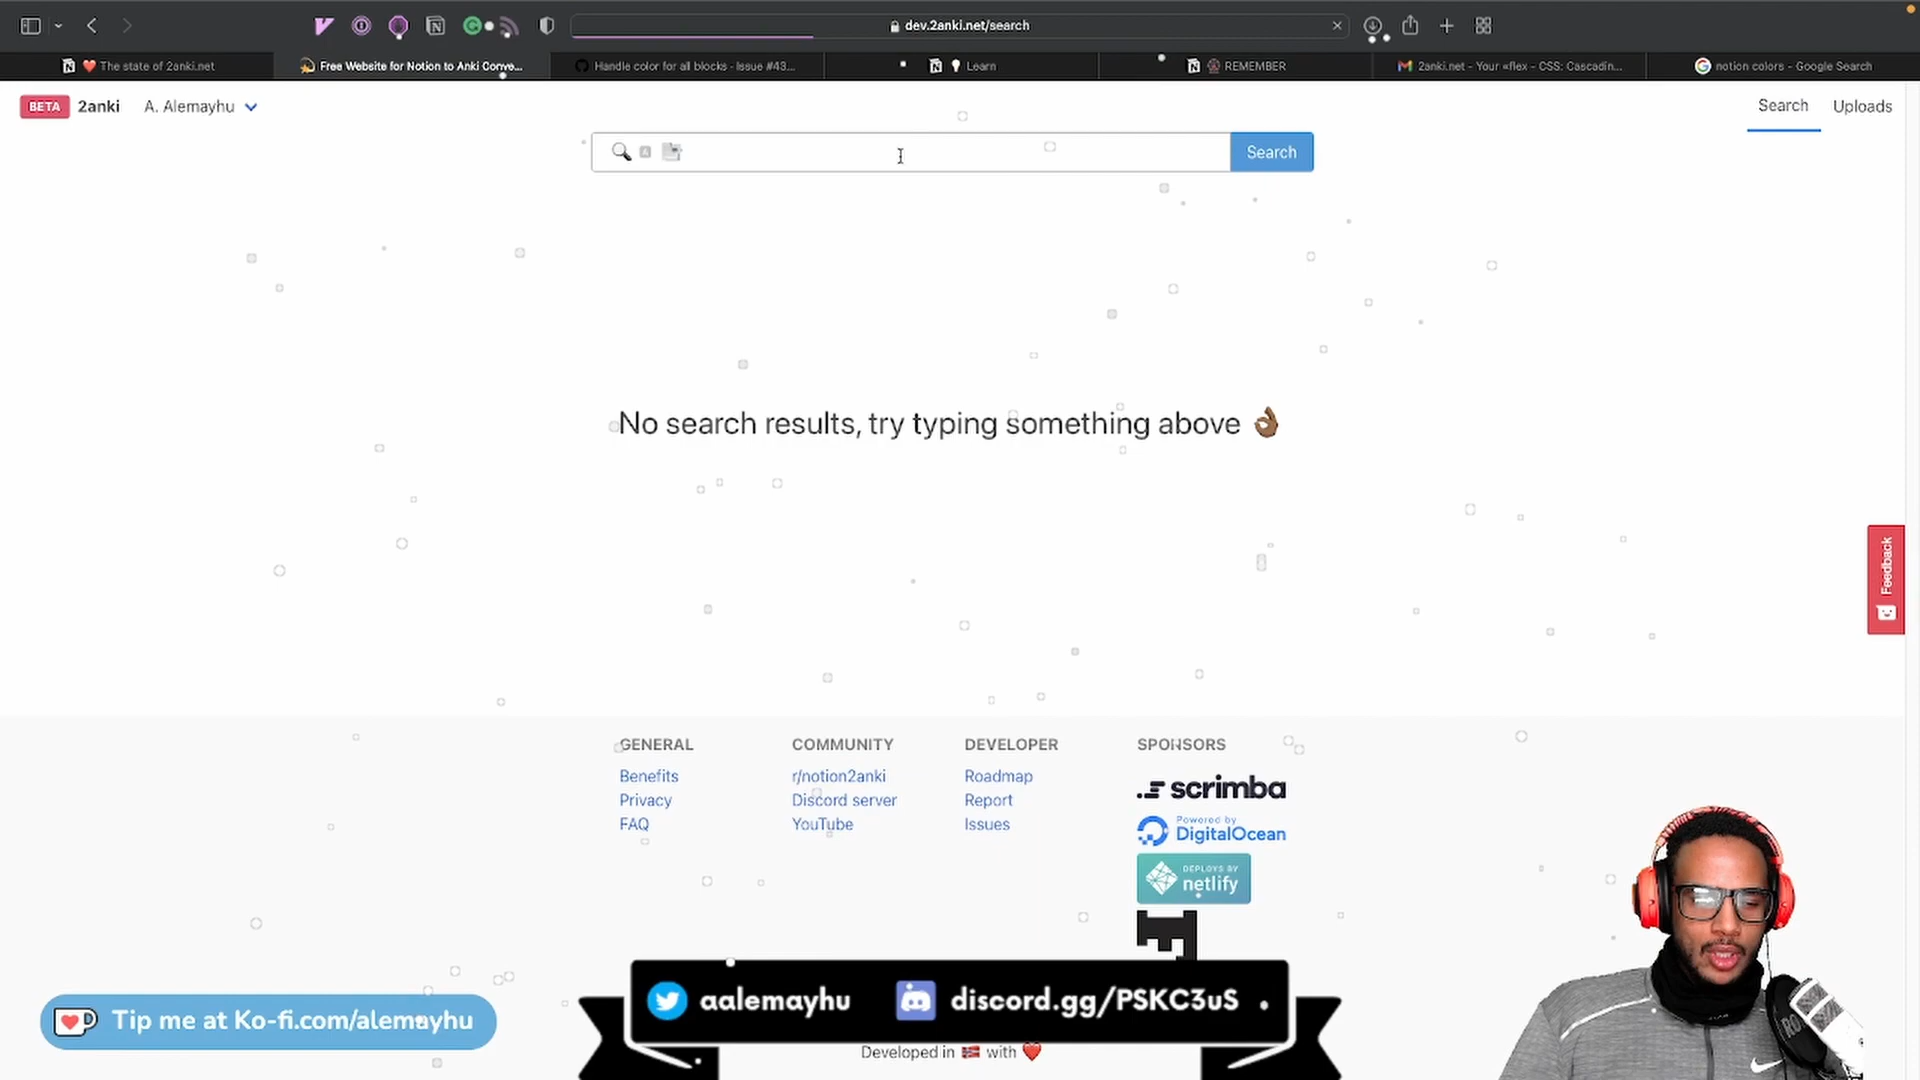 dev.2anki.net/search
The state of 2anki.net
Free Website for Notion to Anki Conve...
Handle color for all blocks · Issue #43...
Learn
REMEMBER
2anki.net - Your «flex - CSS: Cascadin...
notion colors - Google Search
BETA 2anki A. Alemayhu
Search Uploads
Search
No search results, try typing something above
Feedback
GENERAL
Benefits
Privacy
FAQ
COMMUNITY
r/notion2anki
Discord server
YouTube
DEVELOPER
Roadmap
Report
Issues
SPONSORS
scrimba
Powered by
DigitalOcean
DEPLOYS BY
netlify
Tip me at Ko-fi.com/alemayhu
aalemayhu discord.gg/PSKC3uS
Developed in with